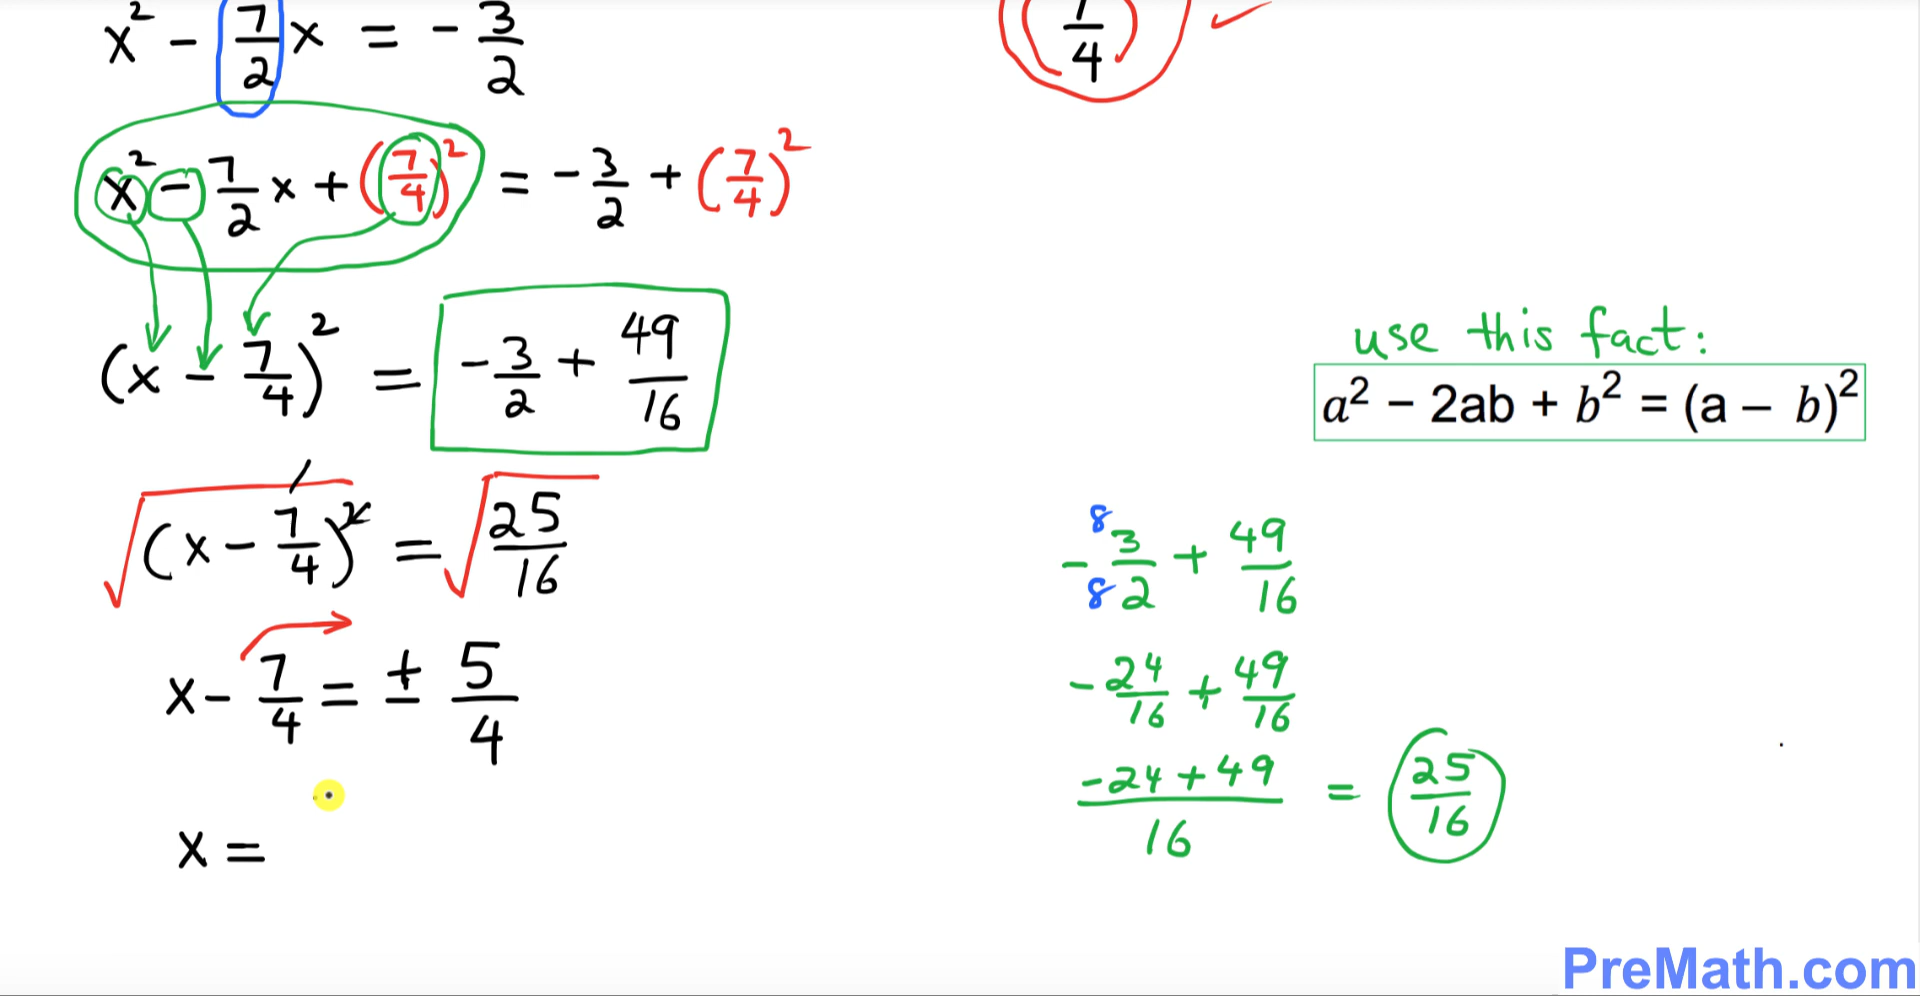 x² - 7/2 x = - 3/2
x² - 7/2 x + (7/4)² = - 3/2 + (7/4)²
(x - 7/4)² = - 3/2 + 49/16
√(x - 7/4)² = √25/16
x - 7/4 = ± 5/4
x =
7/4
use this fact:
a² − 2ab + b² = (a − b)²
- 8 3/8 2 + 49/16
- 24/16 + 49/16
-24 + 49/16 = 25/16
PreMath.com